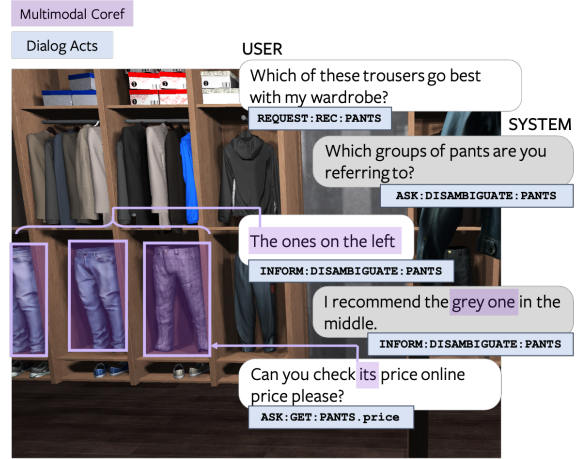 Multimodal Coref
Dialog Acts
USER
Which of these trousers go best
with my wardrobe?
REQUEST:REC:PANTS
SYSTEM
Which groups of pants are you
referring to?
ASK:DISAMBIGUATE:PANTS
The ones on the left
INFORM:DISAMBIGUATE:PANTS
I recommend the grey one in the
middle.
INFORM:DISAMBIGUATE:PANTS
Can you check its price online
price please?
ASK:GET:PANTS.price